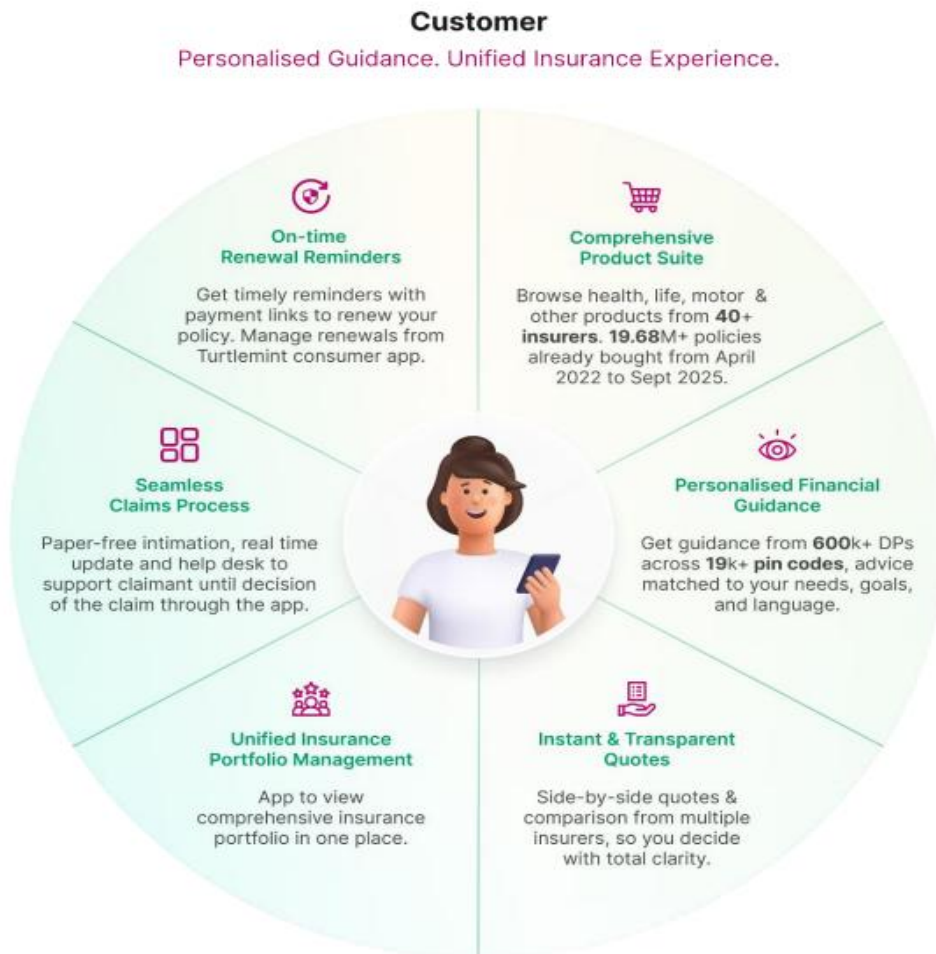 Customer
Personalised Guidance. Unified Insurance Experience.
On-time
Renewal Reminders
Get timely reminders with
payment links to renew your
policy. Manage renewals from
Turtlemint consumer app.
Comprehensive
Product Suite
Browse health, life, motor &
other products from 40+
insurers. 19.68M+ policies
already bought from April
2022 to Sept 2025.
Seamless
Claims Process
Paper-free intimation, real time
update and help desk to
support claimant until decision
of the claim through the app.
Personalised Financial
Guidance
Get guidance from 600k+ DPs
across 19k+ pin codes, advice
matched to your needs, goals,
and language.
Unified Insurance
Portfolio Management
App to view
comprehensive insurance
portfolio in one place.
Instant & Transparent
Quotes
Side-by-side quotes &
comparison from multiple
insurers, so you decide
with total clarity.